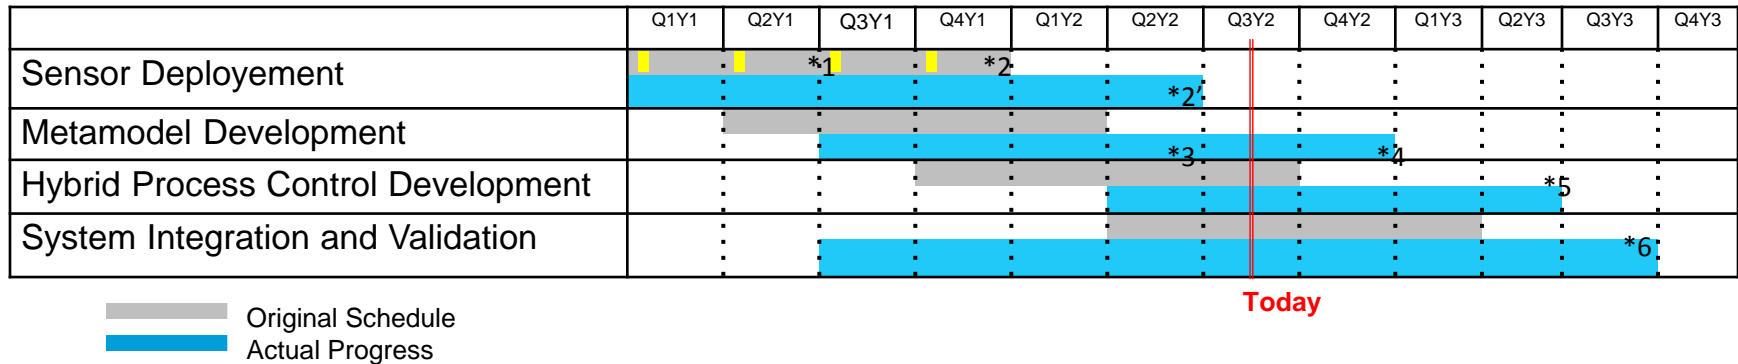 Q1Y1 Q2Y1 Q3Y1 Q4Y1 Q1Y2 Q2Y2 Q3Y2 Q4Y2 Q1Y3 Q2Y3 Q3Y3 Q4Y3
Sensor Deployement *1 *2
*2’
Metamodel Development
*3 *4
Hybrid Process Control Development *5
System Integration and Validation *6
Today
Original Schedule
Actual Progress